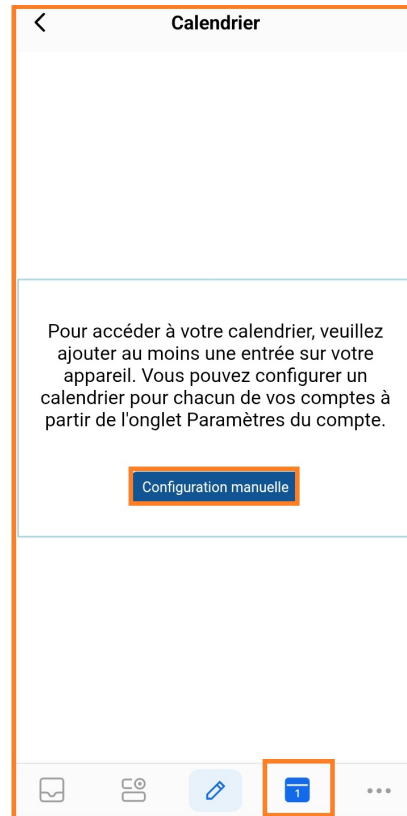 Calendrier
Pour accéder à votre calendrier, veuillez
ajouter au moins une entrée sur votre
appareil. Vous pouvez configurer un
calendrier pour chacun de vos comptes à
partir de l'onglet Paramètres du compte.
Configuration manuelle
1